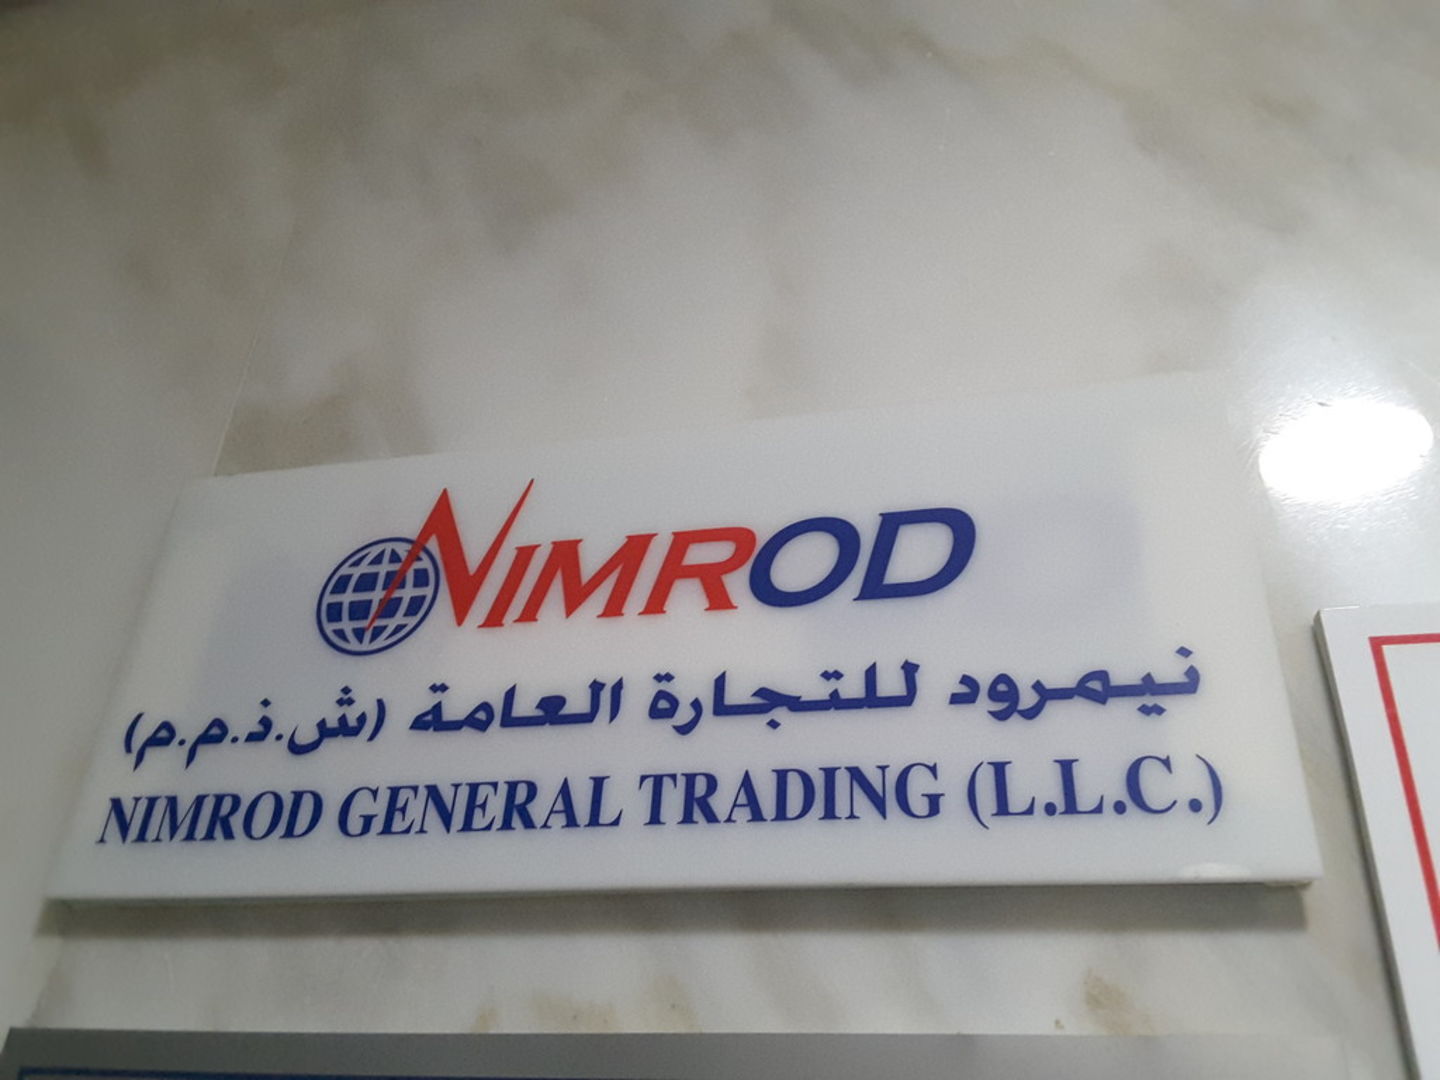 NIMROD
نيمرود للتجارة العامة (ش.ذ.م.م)
NIMROD GENERAL TRADING (L.L.C.)